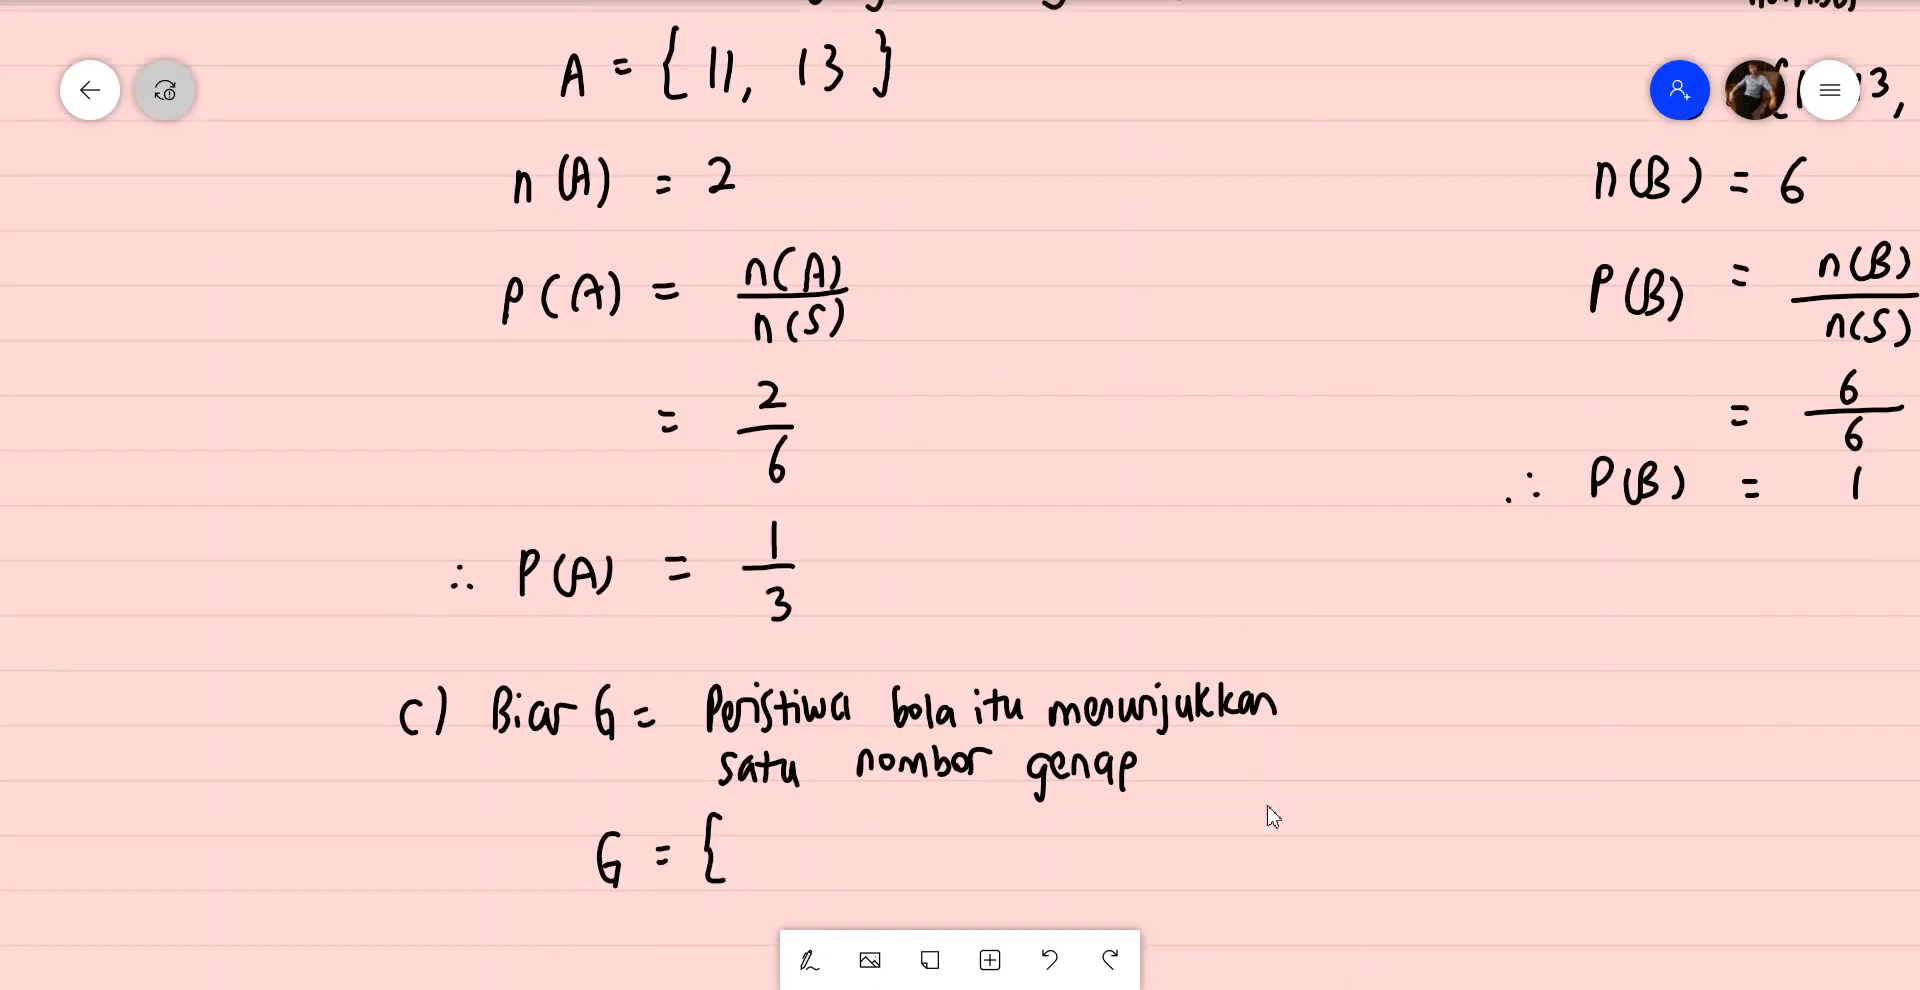 A = { 11, 13 }
n (A) = 2
P (A) = n(A) / n(S)
= 2 / 6
∴ P (A) = 1 / 3
c) Biar G = Peristiwa bola itu menunjukkan
satu nombor genap
G = {
nombor
n (B) = 6
P (B) = n(B) / n(S)
= 6 / 6
∴ P(B) = 1